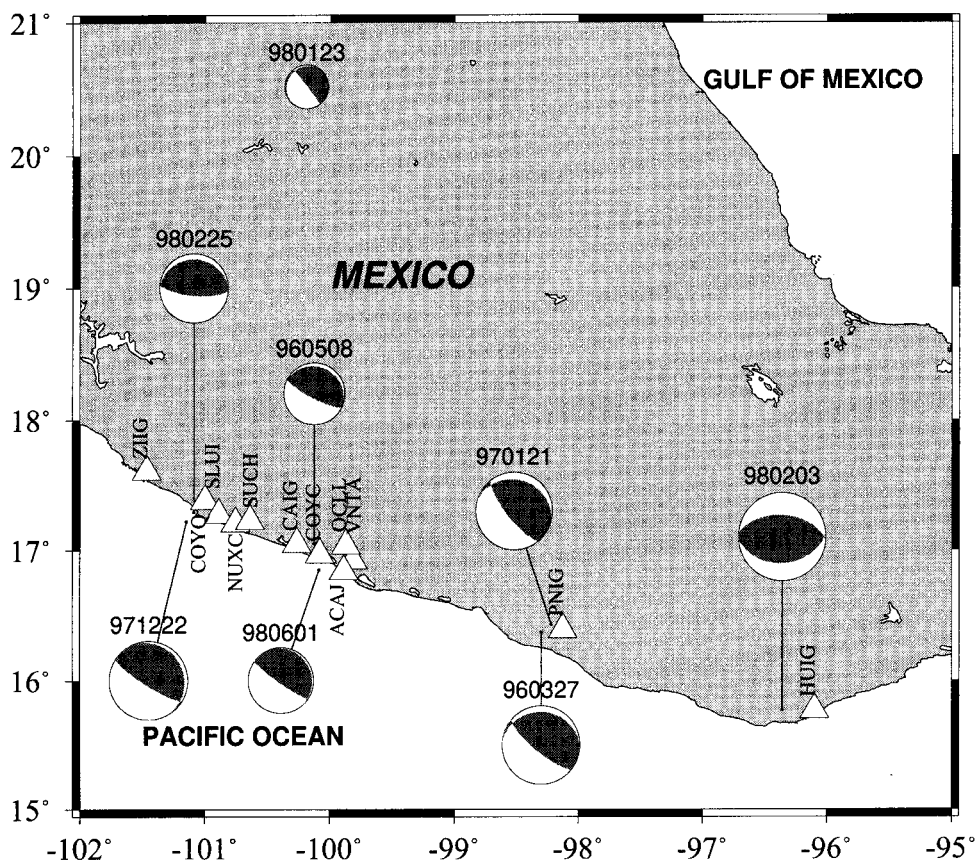 21°
980123
GULF OF MEXICO
20°
980225
MEXICO
19°
960508
18°
ZIIG
SLUI
SUCH
CAIG
COYC
OCLL
VNTA
970121
980203
17°
COYQ
NUXC
ACAJ
PNIG
971222
980601
16°
960327
HUIG
PACIFIC OCEAN
15°
-102° -101° -100° -99° -98° -97° -96° -95°